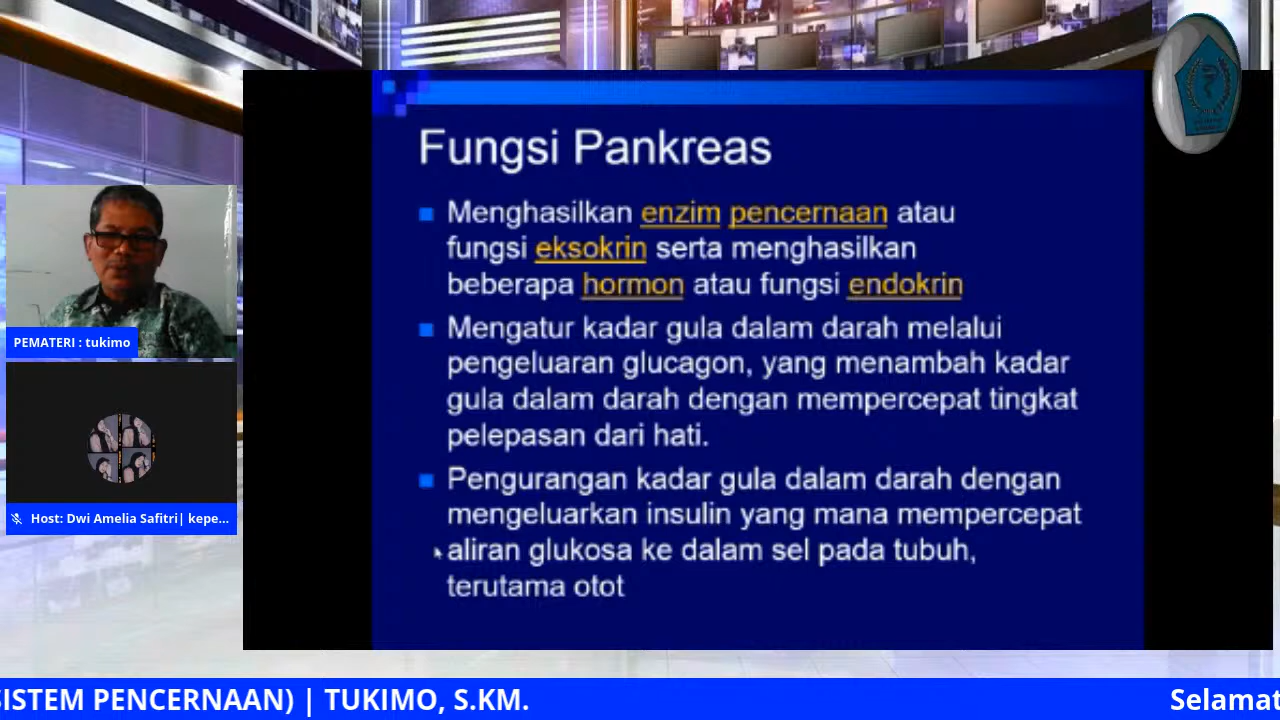 Fungsi Pankreas
Menghasilkan enzim pencernaan atau
fungsi eksokrin serta menghasilkan
beberapa hormon atau fungsi endokrin
Mengatur kadar gula dalam darah melalui
pengeluaran glucagon, yang menambah kadar
gula dalam darah dengan mempercepat tingkat
pelepasan dari hati.
Pengurangan kadar gula dalam darah dengan
mengeluarkan insulin yang mana mempercepat
aliran glukosa ke dalam sel pada tubuh,
terutama otot
PEMATERI : tukimo
Host: Dwi Amelia Safitri| kepe...
SISTEM PENCERNAAN) | TUKIMO, S.KM.
Selamat